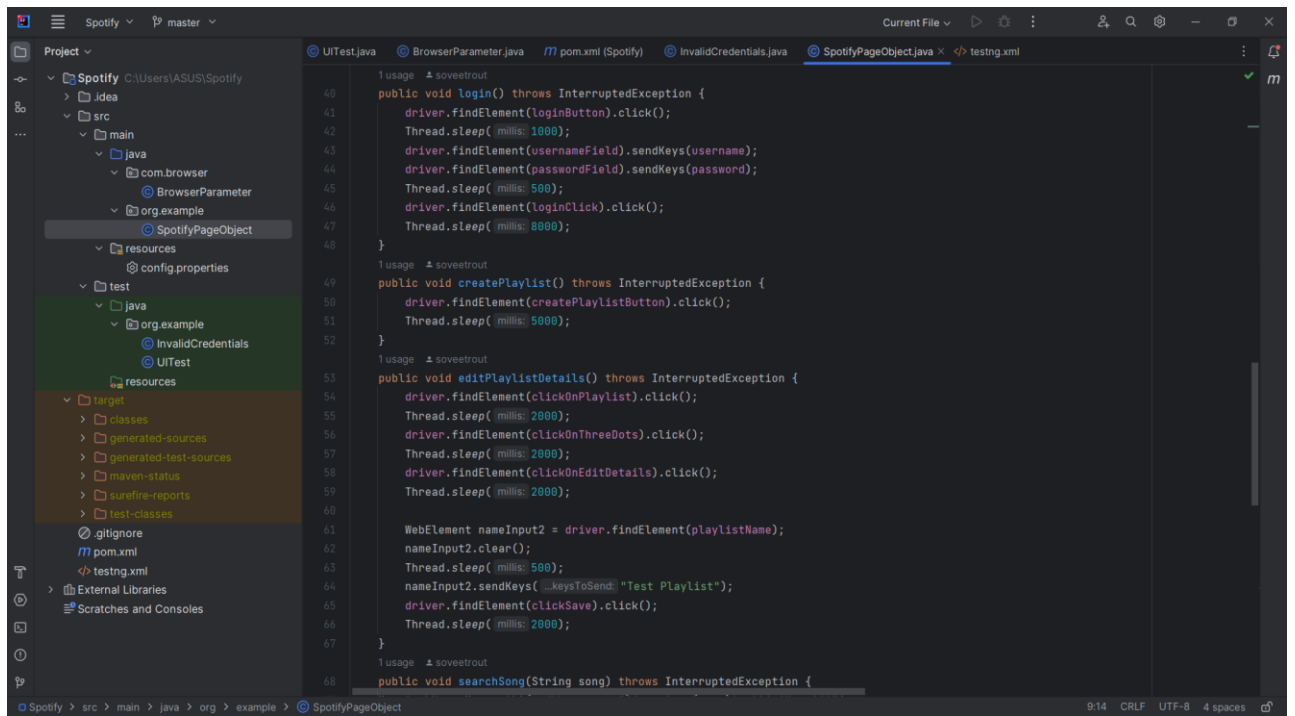 Spotify master Current File
Project
UITest.java BrowserParameter.java m pom.xml (Spotify) InvalidCredentials.java SpotifyPageObject.java × </> testng.xml
Spotify C:\Users\ASUS\Spotify
.idea
src
main
java
com.browser
BrowserParameter
org.example
SpotifyPageObject
resources
config.properties
test
java
org.example
InvalidCredentials
UITest
resources
target
classes
generated-sources
generated-test-sources
maven-status
surefire-reports
test-classes
.gitignore
m pom.xml
</> testng.xml
External Libraries
Scratches and Consoles
1 usage soveetrout
40 public void login() throws InterruptedException {
41 driver.findElement(loginButton).click();
42 Thread.sleep( millis: 1000);
43 driver.findElement(usernameField).sendKeys(username);
44 driver.findElement(passwordField).sendKeys(password);
45 Thread.sleep( millis: 500);
46 driver.findElement(loginClick).click();
47 Thread.sleep( millis: 8000);
48 }
1 usage soveetrout
49 public void createPlaylist() throws InterruptedException {
50 driver.findElement(createPlaylistButton).click();
51 Thread.sleep( millis: 5000);
52 }
1 usage soveetrout
53 public void editPlaylistDetails() throws InterruptedException {
54 driver.findElement(clickOnPlaylist).click();
55 Thread.sleep( millis: 2000);
56 driver.findElement(clickOnThreeDots).click();
57 Thread.sleep( millis: 2000);
58 driver.findElement(clickOnEditDetails).click();
59 Thread.sleep( millis: 2000);
60
61 WebElement nameInput2 = driver.findElement(playlistName);
62 nameInput2.clear();
63 Thread.sleep( millis: 500);
64 nameInput2.sendKeys( ...keysToSend: "Test Playlist");
65 driver.findElement(clickSave).click();
66 Thread.sleep( millis: 2000);
67 }
1 usage soveetrout
68 public void searchSong(String song) throws InterruptedException {
m
Spotify > src > main > java > org > example > SpotifyPageObject 9:14 CRLF UTF-8 4 spaces